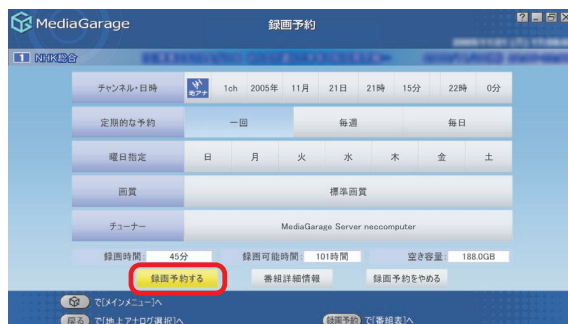 MediaGarage 録画予約
1 NHK総合
チャンネル・日時 地アナ 1ch 2005年 11月 21日 21時 15分 22時 0分
定期的な予約 一回 毎週 毎日
曜日指定 日 月 火 水 木 金 土
画質 標準画質
チューナー MediaGarage Server neccomputer
録画時間: 45分 録画可能時間: 101時間 空き容量: 188.0GB
録画予約する 番組詳細情報 録画予約をやめる
で[メインメニュー]へ
戻る で[地上アナログ選択]へ 録画予約 で[番組表]へ